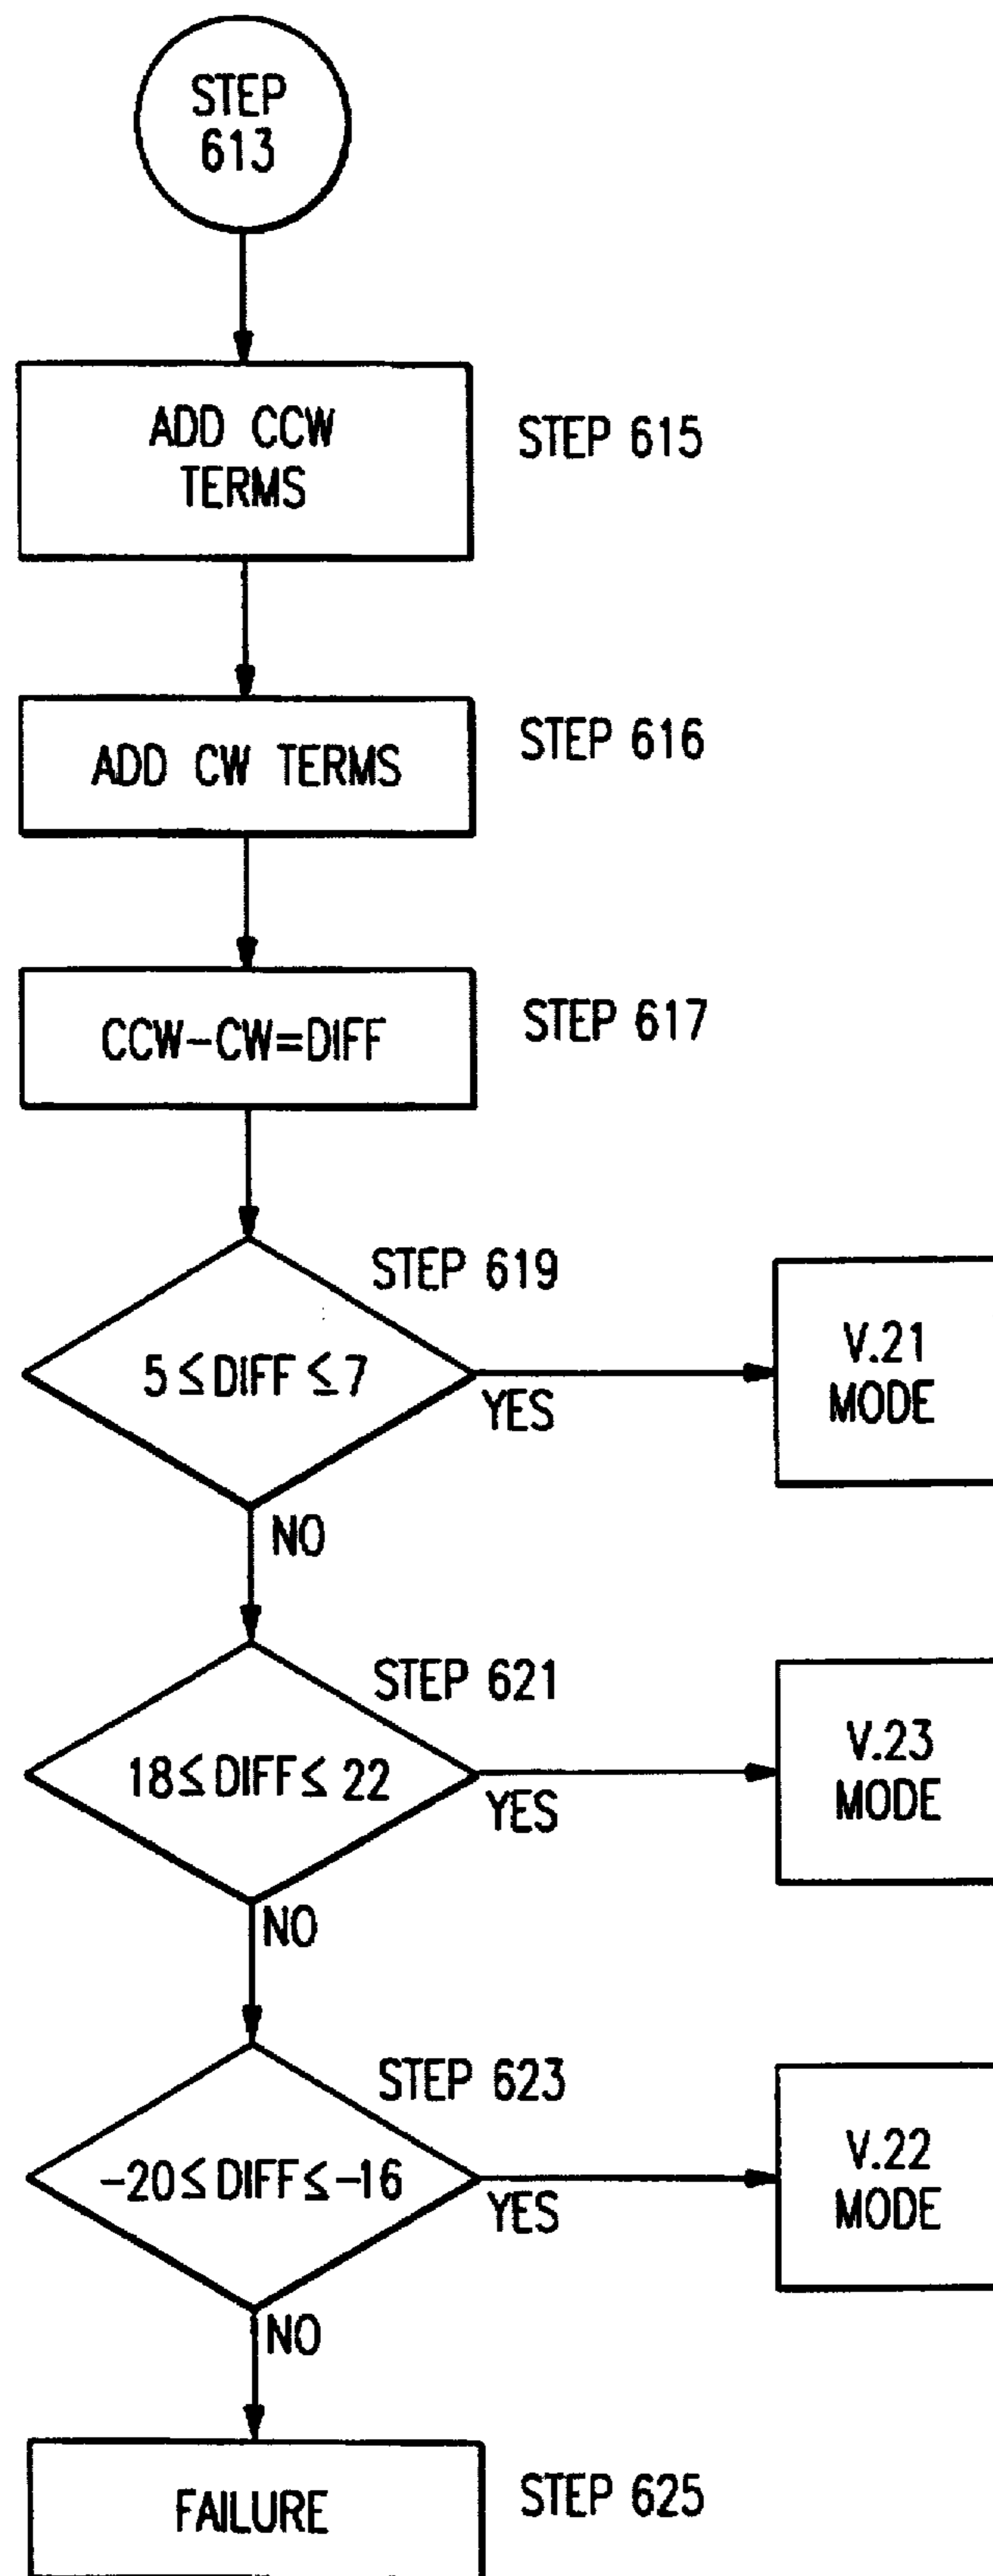 STEP
613
ADD CCW
TERMS
STEP 615
ADD CW TERMS
STEP 616
CCW-CW=DIFF
STEP 617
STEP 619
5 ≤ DIFF ≤ 7
YES
V.21
MODE
NO
STEP 621
18 ≤ DIFF ≤ 22
YES
V.23
MODE
NO
STEP 623
-20 ≤ DIFF ≤ -16
YES
V.22
MODE
NO
FAILURE
STEP 625